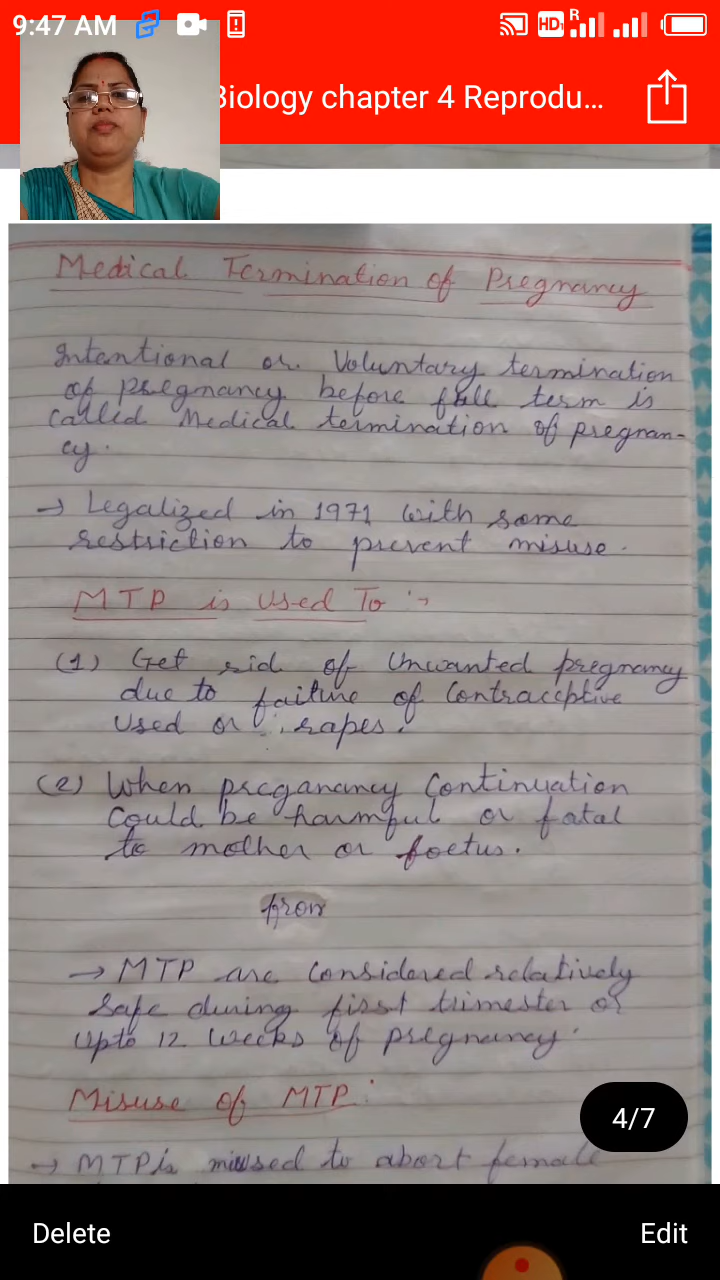 9:47 AM
HD
R
Biology chapter 4 Reprodu...
Medical Termination of Pregnancy
Intentional or Voluntary termination
of pregnancy before full term is
called Medical termination of pregnan-
cy.
→ Legalized in 1971 with some
restriction to prevent misuse.
MTP is used To :-
(1) Get rid of Unwanted pregnancy
due to failure of Contraceptive
used or rapes.
(2) When preganancy Continuation
Could be harmful or fatal
to mother or foetus.
→ MTP are Considered relatively
Safe during first trimester or
Upto 12 Weeks of pregnancy.
Misuse of MTP:
4/7
→ MTP is misused to abort female
Delete
Edit